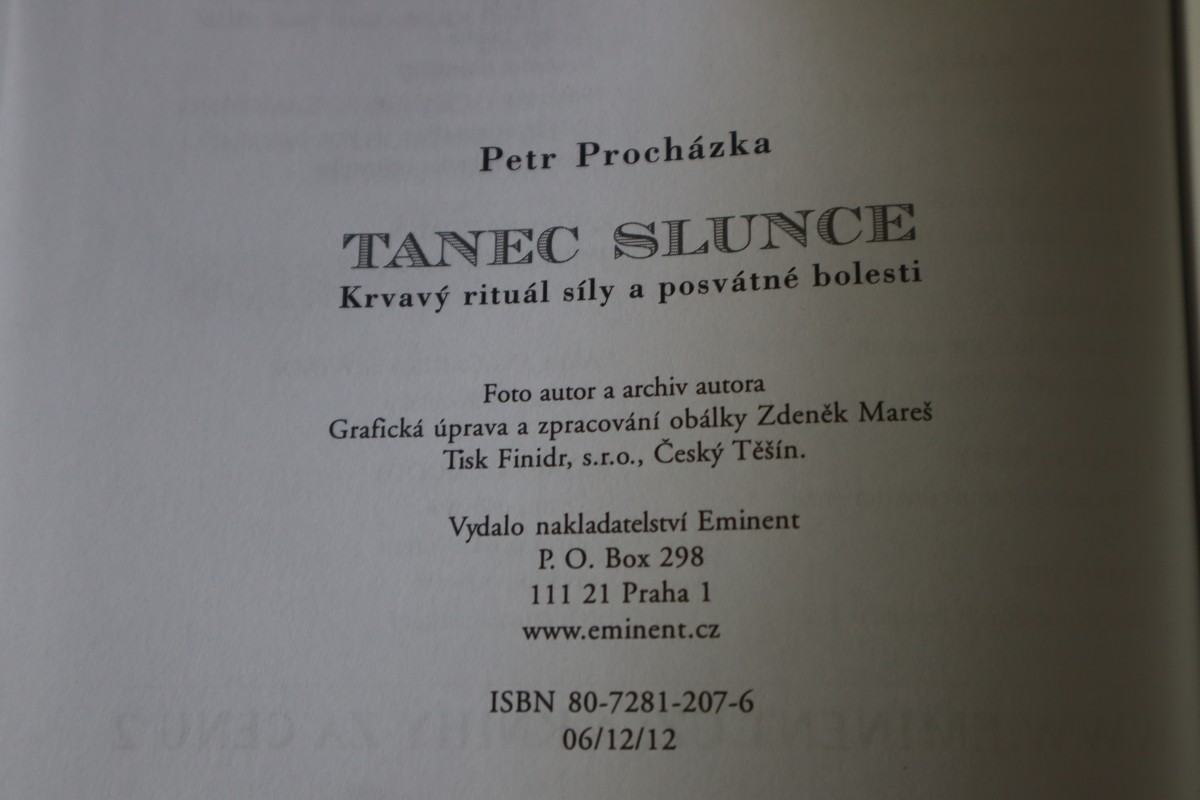 Petr Procházka
TANEC SLUNCE
Krvavý rituál síly a posvátné bolesti
Foto autor a archiv autora
Grafická úprava a zpracování obálky Zdeněk Mareš
Tisk Finidr, s.r.o., Český Těšín.
Vydalo nakladatelství Eminent
P. O. Box 298
111 21 Praha 1
www.eminent.cz
ISBN 80-7281-207-6
06/12/12